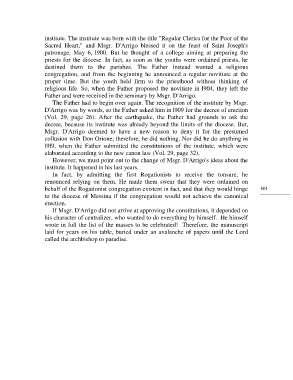 institute. The institute was born with the title "Regular Clerics for the Poor of the
Sacred Heart," and Msgr. D'Arrigo blessed it on the feast of Saint Joseph's
patronage, May 6, 1900. But he thought of a college aiming at preparing the
priests for the diocese. In fact, as soon as the youths were ordained priests, he
destined them to the parishes. The Father instead wanted a religious
congregation, and from the beginning he announced a regular novitiate at the
proper time. But the youth held firm to the priesthood without thinking of
religious life. So, when the Father proposed the novitiate in 1904, they left the
Father and were received in the seminary by Msgr. D'Arrigo.
The Father had to begin over again. The recognition of the institute by Msgr.
D'Arrigo was by words, so the Father asked him in 1909 for the decree of erection
(Vol. 29, page 26). After the earthquake, the Father had grounds to ask the
decree, because its institute was already beyond the limits of the diocese. But,
Msgr. D'Arrigo deemed to have a new reason to deny it for the presumed
collusion with Don Orione; therefore, he did nothing. Nor did he do anything in
1919, when the Father submitted the constitutions of the institute, which were
elaborated according to the new canon law (Vol. 29, page 32).
However, we must point out to the change of Msgr. D'Arrigo's ideas about the
institute. It happened in his last years.
In fact, by admitting the first Rogationists to receive the tonsure, he
renounced relying on them. He made them swear that they were ordained on
behalf of the Rogationist congregation existent in fact, and that they would hinge
to the diocese of Messina if the congregation would not achieve the canonical
erection.
If Msgr. D'Arrigo did not arrive at approving the constitutions, it depended on
his character of centralizer, who wanted to do everything by himself. He himself
wrote in full the list of the masses to be celebrated! Therefore, the manuscript
laid for years on his table, buried under an avalanche of papers until the Lord
called the archbishop to paradise.